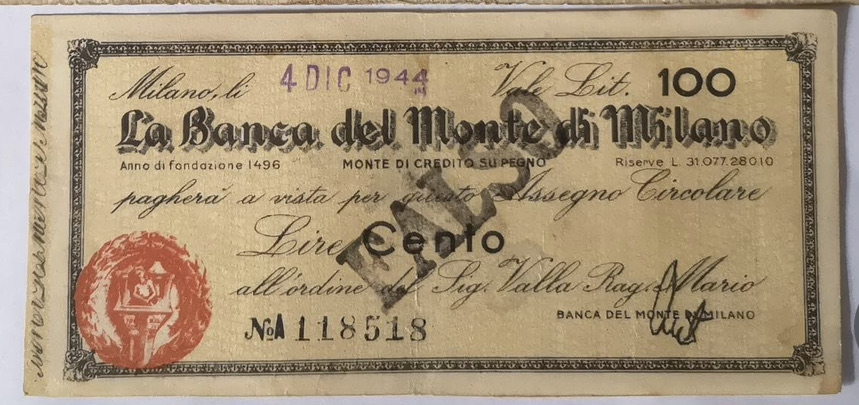 Milano, li 4 DIC 1944 Vale Lit. 100
La Banca del Monte di Milano
Anno di fondazione 1496 MONTE DI CREDITO SU PEGNO Riserve L. 31.077.280.10
pagherà a vista per questo Assegno Circolare
Lire Cento
all'ordine del Sig. Valla Rag. Mario
BANCA DEL MONTE DI MILANO
No A 118518
FALSO